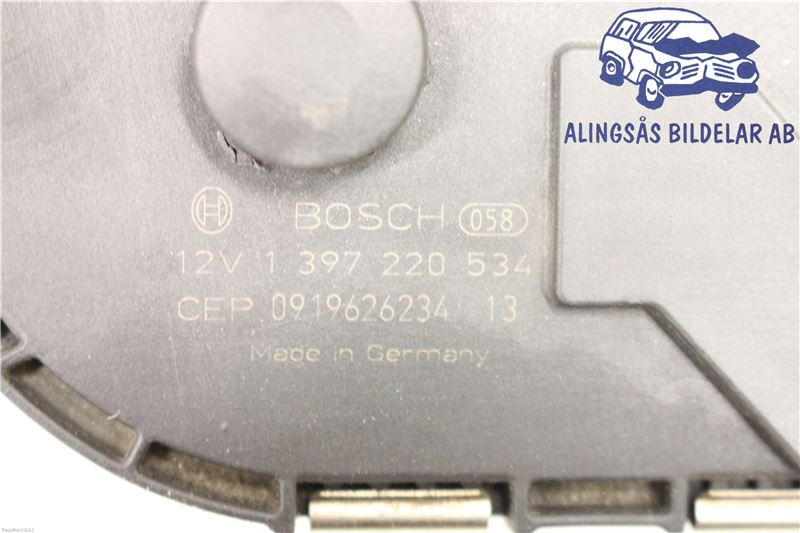 ALINGSÅS BILDELAR AB
BOSCH 058
12V 1 397 220 534
CEP 0919626234 13
Made in Germany